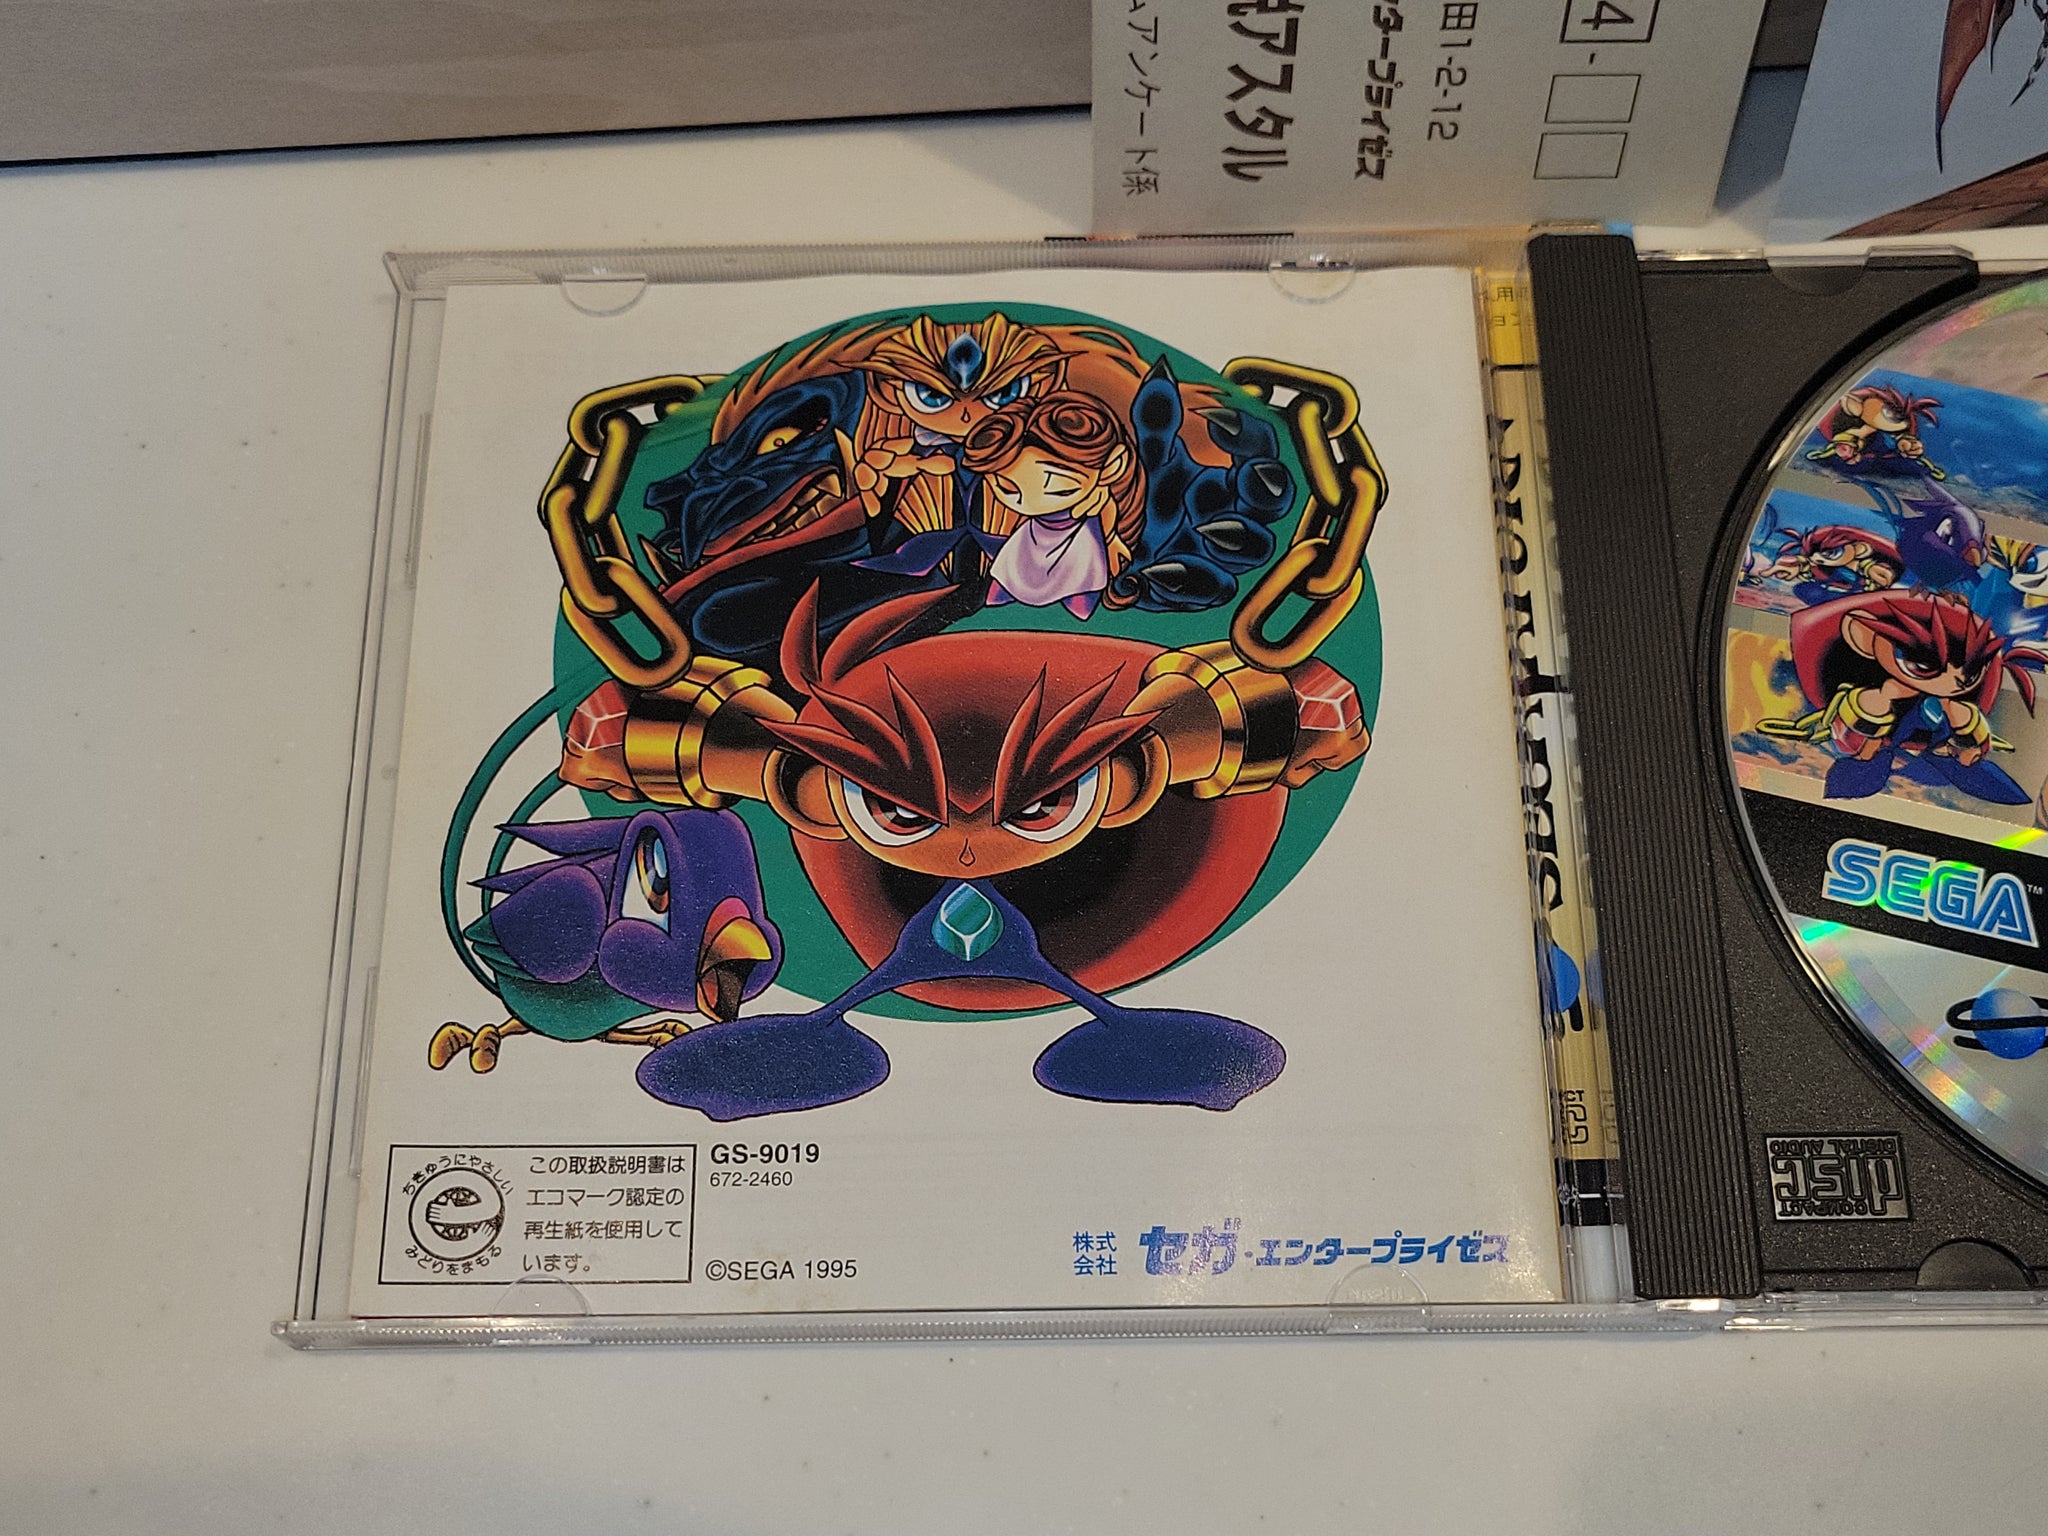 4-
田1-2-12
タープライゼス
アスタル
アンケート係
SEGA™
COMPACT
disc
DIGITAL AUDIO
ちきゅうにやさしい
みどりをまもる
この取扱説明書は
エコマーク認定の
再生紙を使用して
います。
GS-9019
672-2460
©SEGA 1995
株式
会社
セガ・エンタープライゼス